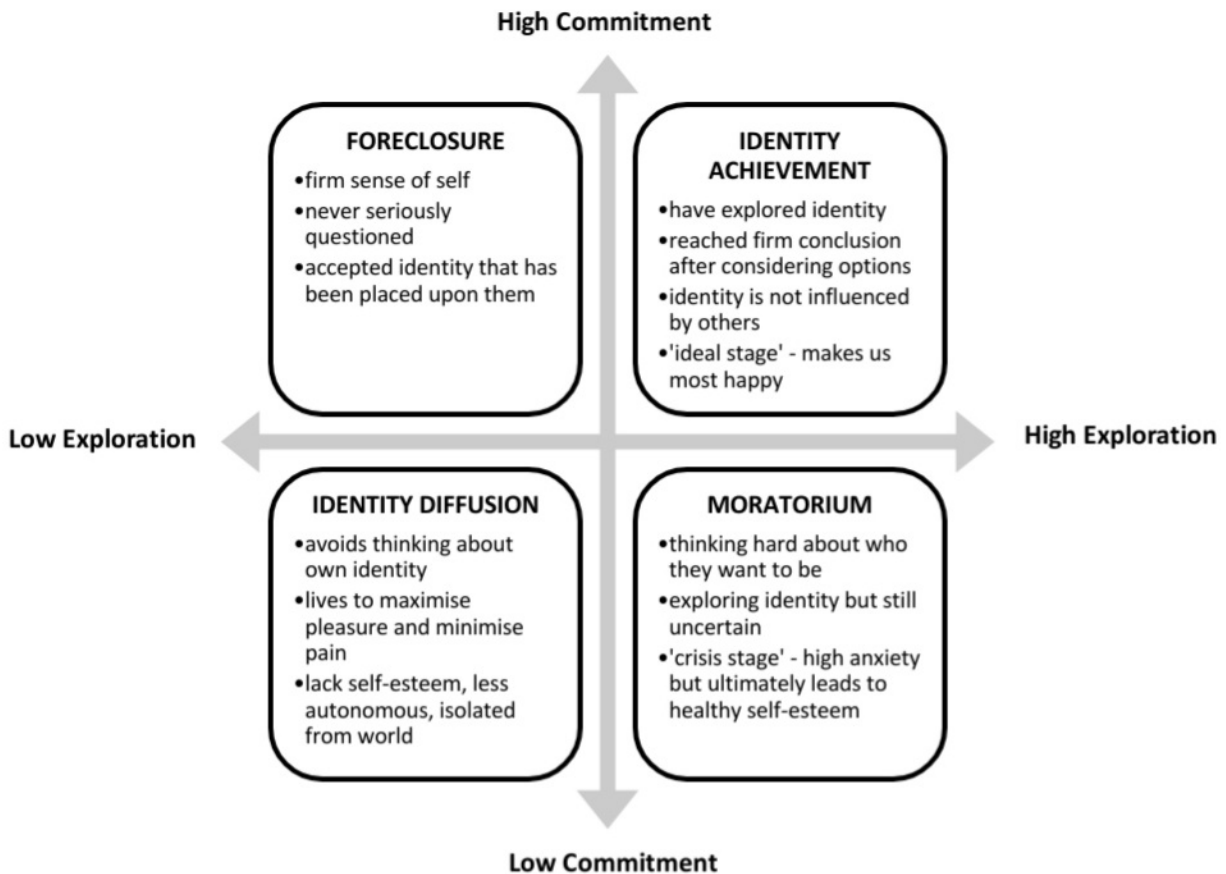 High Commitment
FORECLOSURE
•firm sense of self
•never seriously
questioned
•accepted identity that has
been placed upon them
IDENTITY
ACHIEVEMENT
•have explored identity
•reached firm conclusion
after considering options
•identity is not influenced
by others
•'ideal stage' - makes us
most happy
Low Exploration
High Exploration
IDENTITY DIFFUSION
•avoids thinking about
own identity
•lives to maximise
pleasure and minimise
pain
•lack self-esteem, less
autonomous, isolated
from world
MORATORIUM
•thinking hard about who
they want to be
•exploring identity but still
uncertain
•'crisis stage' - high anxiety
but ultimately leads to
healthy self-esteem
Low Commitment